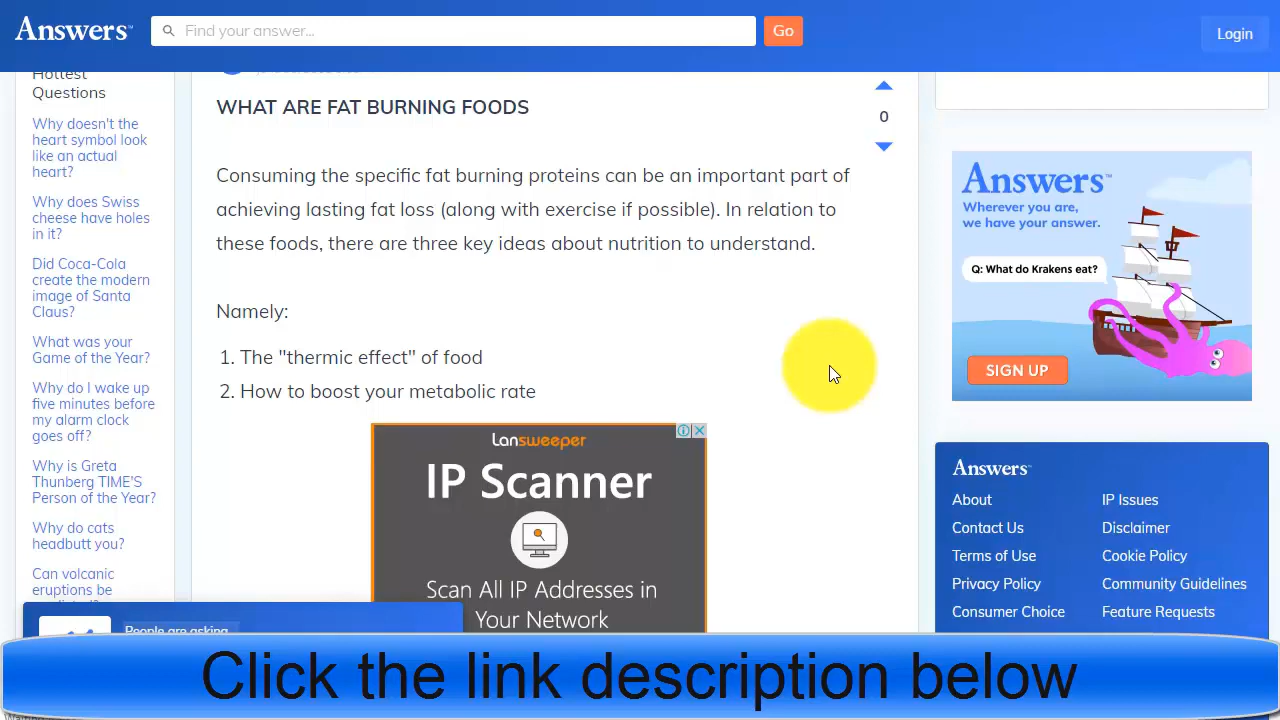 Answers™
Find your answer...
Go
Login
Hottest
Questions
Why doesn't the
heart symbol look
like an actual
heart?
Why does Swiss
cheese have holes
in it?
Did Coca-Cola
create the modern
image of Santa
Claus?
What was your
Game of the Year?
Why do I wake up
five minutes before
my alarm clock
goes off?
Why is Greta
Thunberg TIME'S
Person of the Year?
Why do cats
headbutt you?
Can volcanic
eruptions be
WHAT ARE FAT BURNING FOODS
0
Consuming the specific fat burning proteins can be an important part of
achieving lasting fat loss (along with exercise if possible). In relation to
these foods, there are three key ideas about nutrition to understand.
Namely:
1. The "thermic effect" of food
2. How to boost your metabolic rate
Lansweeper
IP Scanner
Scan All IP Addresses in
Your Network
Answers™
Wherever you are,
we have your answer.
Q: What do Krakens eat?
SIGN UP
Answers™
About
IP Issues
Contact Us
Disclaimer
Terms of Use
Cookie Policy
Privacy Policy
Community Guidelines
Consumer Choice
Feature Requests
People are asking
Click the link description below